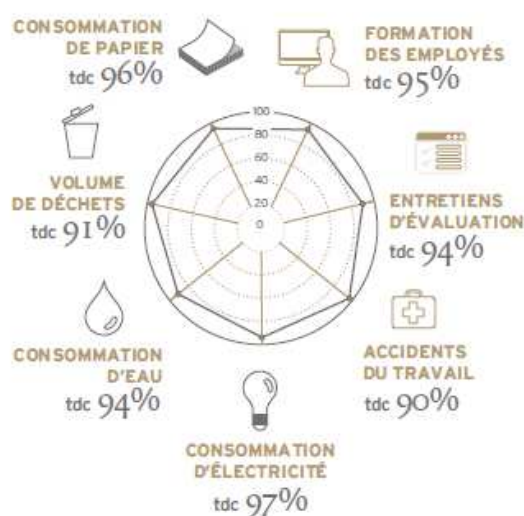 CONSOMMATION
DE PAPIER
tdc 96%
FORMATION
DES EMPLOYÉS
tdc 95%
100
80
60
40
20
0
VOLUME
DE DÉCHETS
tdc 91%
ENTRETIENS
D'ÉVALUATION
tdc 94%
CONSOMMATION
D'EAU
tdc 94%
ACCIDENTS
DU TRAVAIL
tdc 90%
CONSOMMATION
D'ÉLECTRICITÉ
tdc 97%